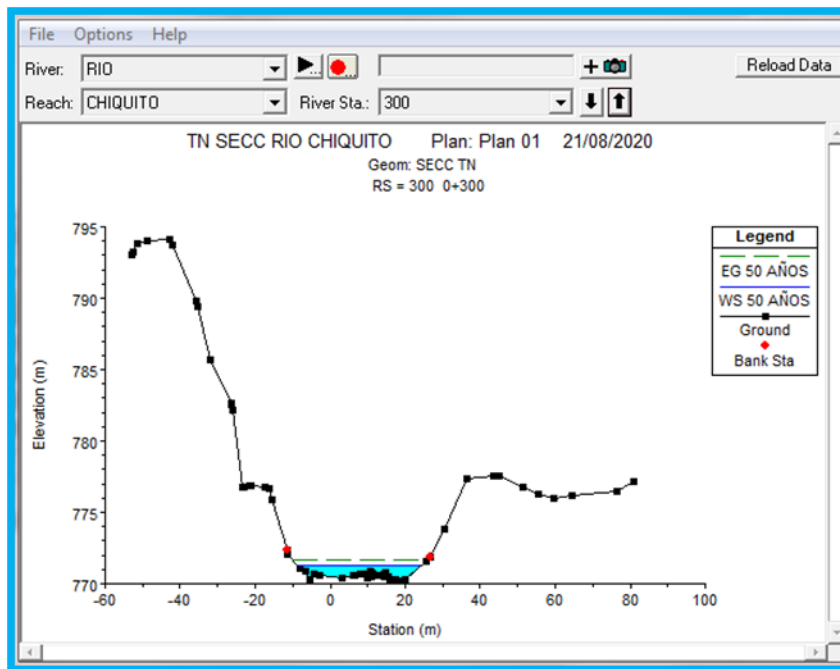 File Options Help
River: RIO ... ... + Reload Data
Reach: CHIQUITO River Sta.: 300
TN SECC RIO CHIQUITO Plan: Plan 01 21/08/2020
Geom: SECC TN
RS = 300 0+300
Legend
EG 50 AÑOS
WS 50 AÑOS
Ground
Bank Sta
Elevation (m)
795
790
785
780
775
770
-60 -40 -20 0 20 40 60 80 100
Station (m)